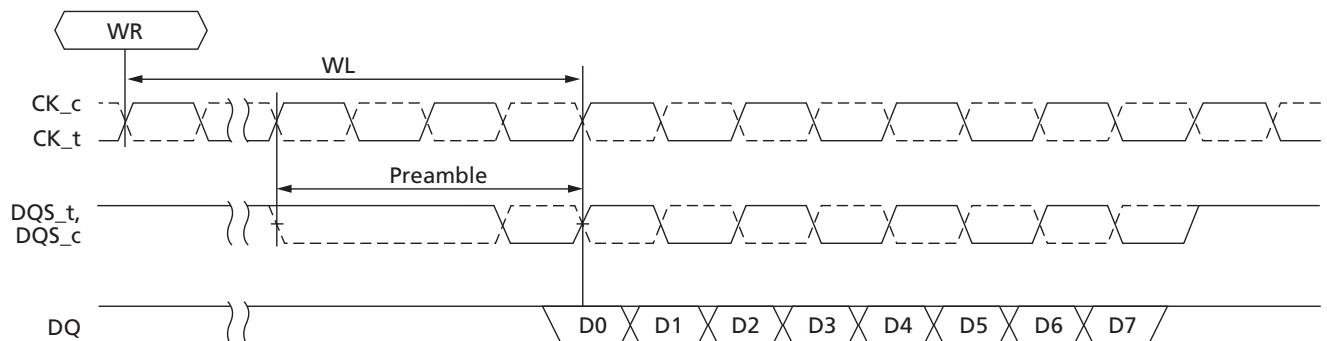 WR
WL
CK_c
CK_t
Preamble
DQS_t,
DQS_c
DQ
D0 D1 D2 D3 D4 D5 D6 D7